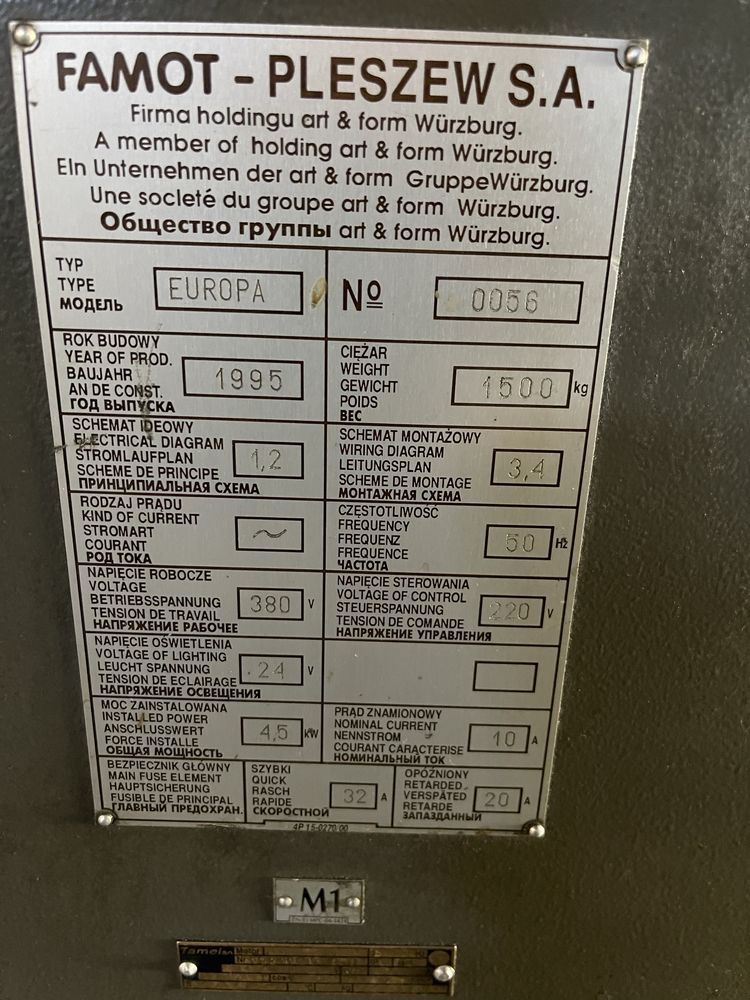 FAMOT - PLESZEW S.A.
Firma holdingu art & form Würzburg.
A member of holding art & form Würzburg.
EIn Unternehmen der art & form GruppeWürzburg.
Une societé du groupe art & form Würzburg.
Общество группы art & form Würzburg.
TYP
TYPE
МОДЕЛЬ
EUROPA
№
0056
ROK BUDOWY
YEAR OF PROD.
BAUJAHR
AN DE CONST.
ГОД ВЫПУСКА
1995
CIĘŻAR
WEIGHT
GEWICHT
POIDS
ВЕС
1500 kg
SCHEMAT IDEOWY
ELECTRICAL DIAGRAM
STROMLAUFPLAN
SCHEME DE PRINCIPE
ПРИНЦИПИАЛЬНАЯ СХЕМА
1,2
SCHEMAT MONTAŻOWY
WIRING DIAGRAM
LEITUNGSPLAN
SCHEME DE MONTAGE
МОНТАЖНАЯ СХЕМА
3,4
RODZAJ PRĄDU
KIND OF CURRENT
STROMART
COURANT
РОД ТОКА
~
CZĘSTOTLIWOŚĆ
FREQUENCY
FREQUENZ
FREQUENCE
ЧАСТОТА
50 Hz
NAPIĘCIE ROBOCZE
VOLTAGE
BETRIEBSSPANNUNG
TENSION DE TRAVAIL
НАПРЯЖЕНИЕ РАБОЧЕЕ
380 V
NAPIĘCIE STEROWANIA
VOLTAGE OF CONTROL
STEUERSPANNUNG
TENSION DE COMANDE
НАПРЯЖЕНИЕ УПРАВЛЕНИЯ
220 V
NAPIĘCIE OŚWIETLENIA
VOLTAGE OF LIGHTING
LEUCHT SPANNUNG
TENSION DE ECLAIRAGE
НАПРЯЖЕНИЕ ОСВЕЩЕНИЯ
24 V
MOC ZAINSTALOWANA
INSTALLED POWER
ANSCHLUSSWERT
FORCE INSTALLE
ОБЩАЯ МОЩНОСТЬ
4,5 kW
PRĄD ZNAMIONOWY
NOMINAL CURRENT
NENNSTROM
COURANT CARACTERISE
НОМИНАЛЬНЫЙ ТОК
10 A
BEZPIECZNIK GŁÓWNY
MAIN FUSE ELEMENT
HAUPTSICHERUNG
FUSIBLE DE PRINCIPAL
ГЛАВНЫЙ ПРЕДОХРАН.
SZYBKI
QUICK
RASCH
RAPIDE
СКОРОСТНОЙ
32 A
OPÓŹNIONY
RETARDED
VERSPÄTED
RETARDE
ЗАПАЗДАННЫЙ
20 A
4P 15-0270/00
M1